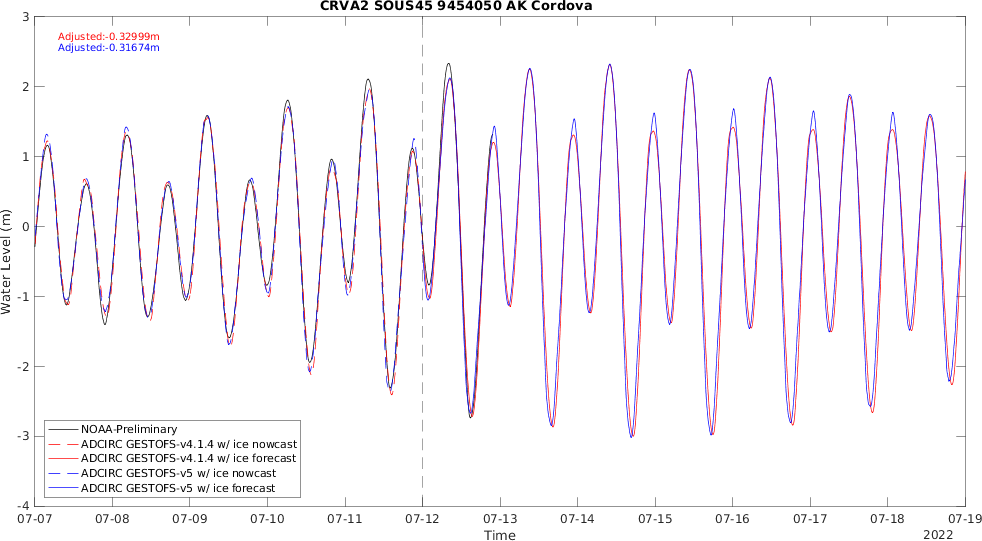 CRVA2 SOUS45 9454050 AK Cordova
Adjusted:-0.32999m
Adjusted:-0.31674m
3
2
1
0
-1
-2
-3
-4
Water Level (m)
NOAA-Preliminary
ADCIRC GESTOFS-v4.1.4 w/ ice nowcast
ADCIRC GESTOFS-v4.1.4 w/ ice forecast
ADCIRC GESTOFS-v5 w/ ice nowcast
ADCIRC GESTOFS-v5 w/ ice forecast
07-07 07-08 07-09 07-10 07-11 07-12 07-13 07-14 07-15 07-16 07-17 07-18 07-19
Time
2022